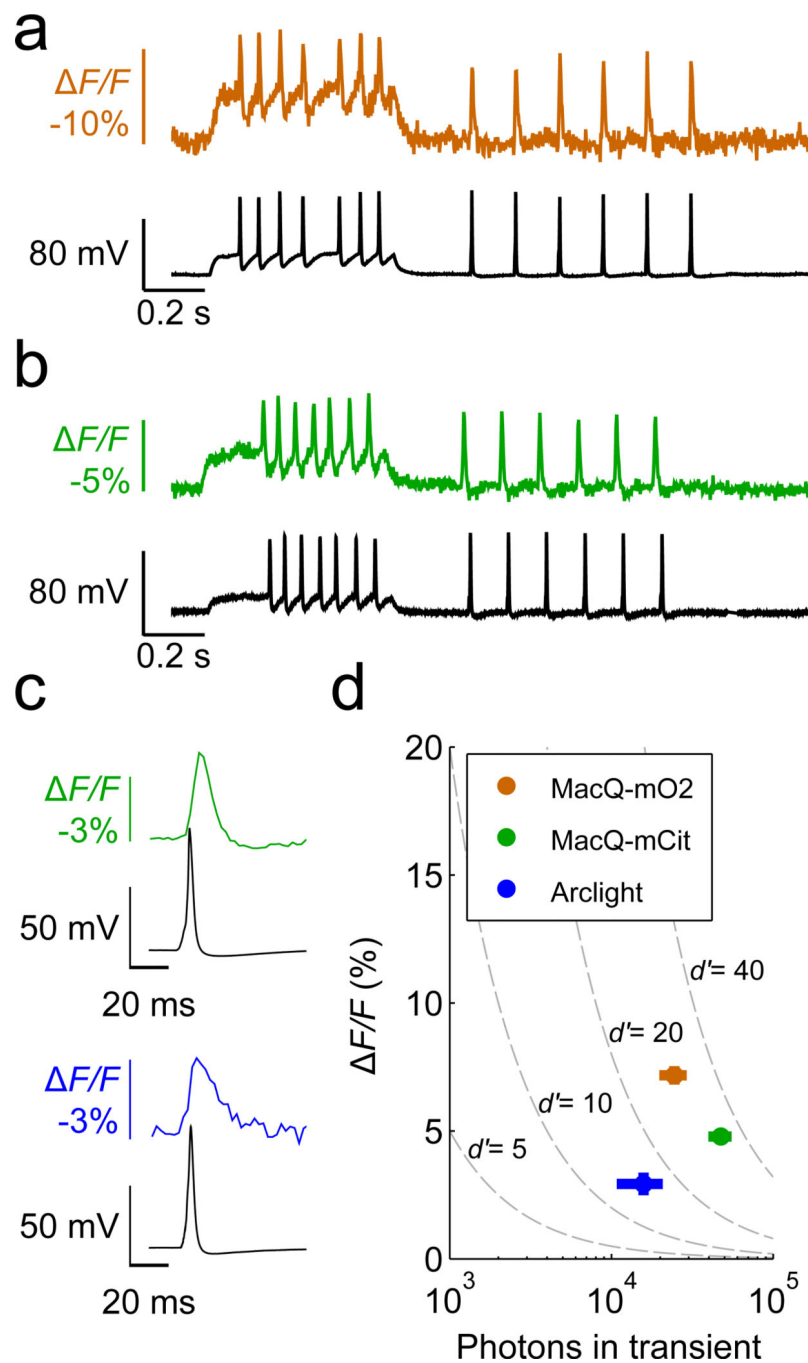 a
ΔF/F
-10%
80 mV
0.2 s
b
ΔF/F
-5%
80 mV
0.2 s
c
ΔF/F
-3%
50 mV
20 ms
ΔF/F
-3%
50 mV
20 ms
d
20
15
10
5
0
ΔF/F (%)
MacQ-mO2
MacQ-mCit
Arclight
d'= 40
d'= 20
d'= 10
d'= 5
10³
10⁴
10⁵
Photons in transient